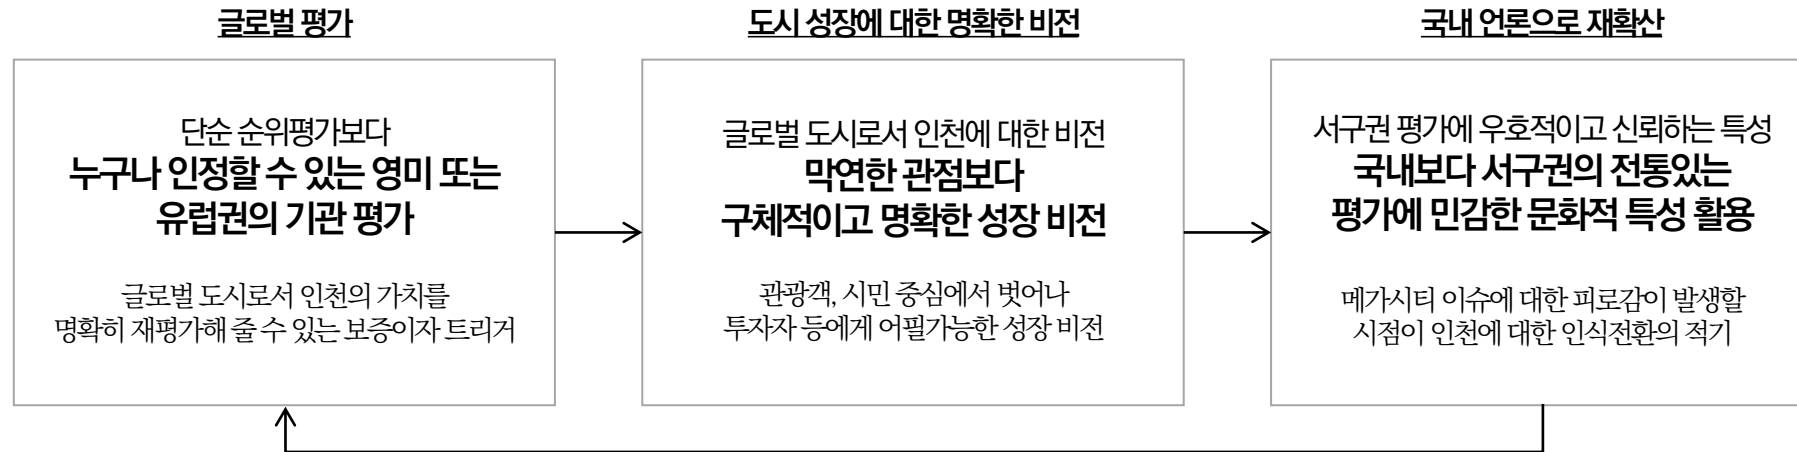 글로벌 평가
단순 순위평가보다
누구나 인정할 수 있는 영미 또는
유럽권의 기관 평가
글로벌 도시로서 인천의 가치를
명확히 재평가해 줄 수 있는 보증이자 트리거
도시 성장에 대한 명확한 비전
글로벌 도시로서 인천에 대한 비전
막연한 관점보다
구체적이고 명확한 성장 비전
관광객, 시민 중심에서 벗어나
투자자 등에게 어필가능한 성장 비전
국내 언론으로 재확산
서구권 평가에 우호적이고 신뢰하는 특성
국내보다 서구권의 전통있는
평가에 민감한 문화적 특성 활용
메가시티 이슈에 대한 피로감이 발생할
시점이 인천에 대한 인식전환의 적기